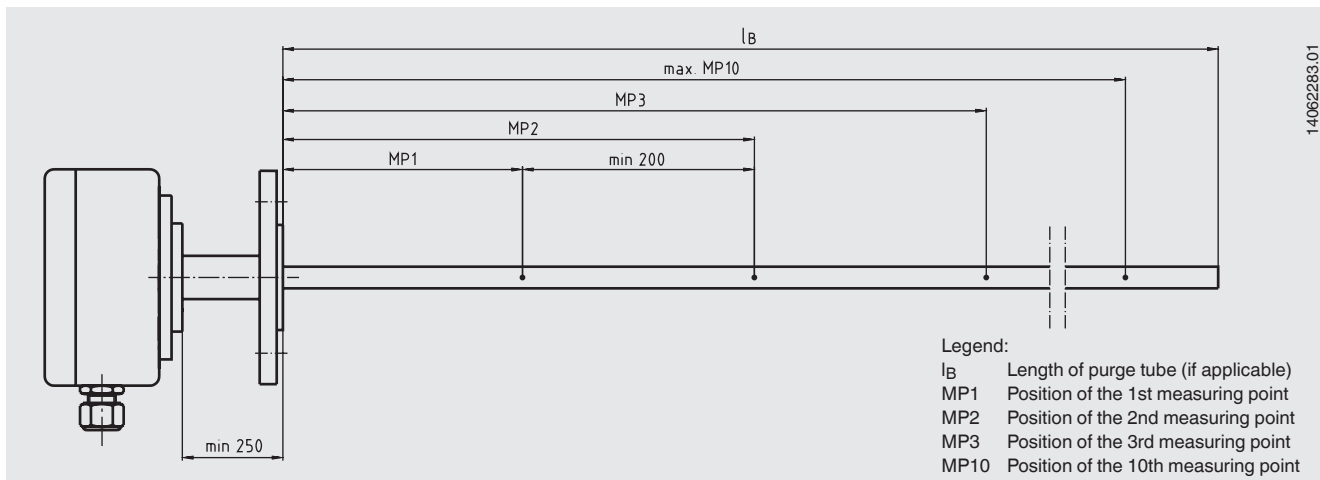 lB
max. MP10
MP3
MP2
MP1
min 200
min 250
14062283.01
Legend:
lB Length of purge tube (if applicable)
MP1 Position of the 1st measuring point
MP2 Position of the 2nd measuring point
MP3 Position of the 3rd measuring point
MP10 Position of the 10th measuring point